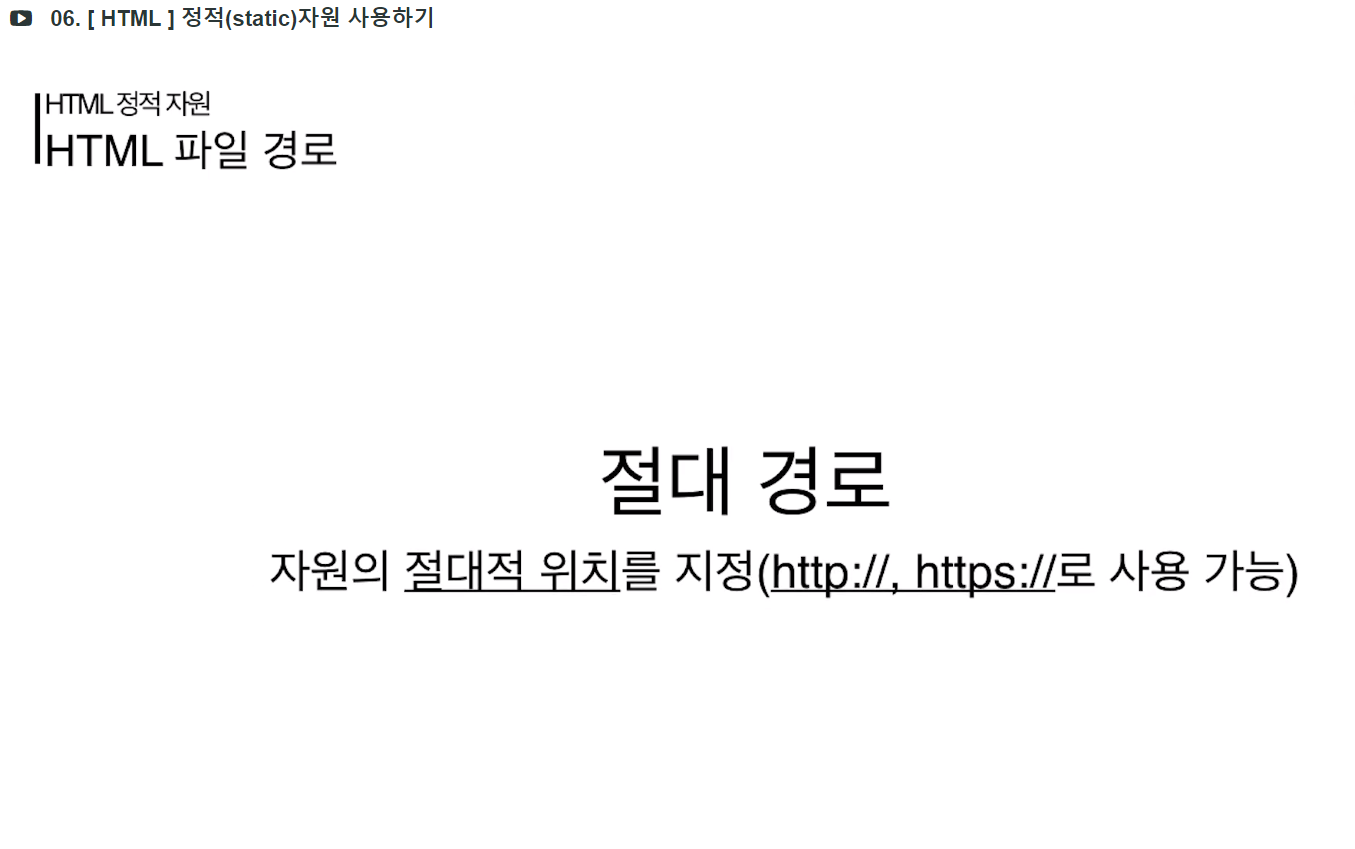 06. [ HTML ] 정적(static)자원 사용하기
HTML 정적 자원
HTML 파일 경로
절대 경로
자원의 절대적 위치를 지정(http://, https://로 사용 가능)